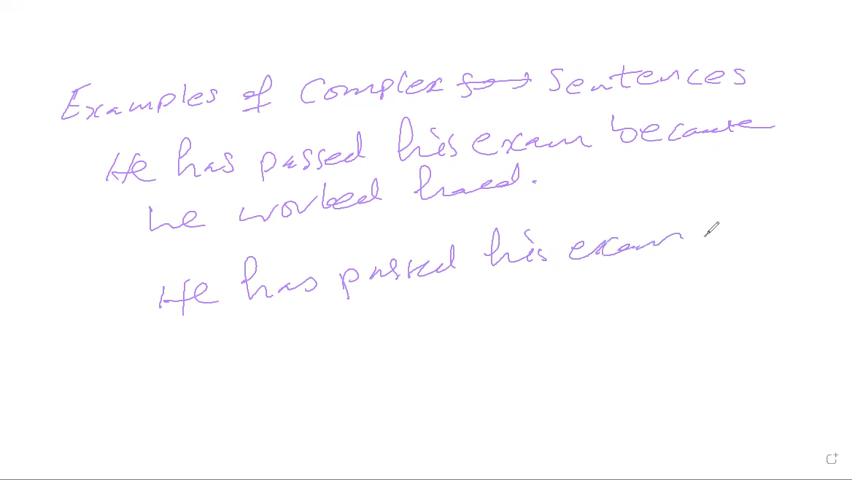 Examples of Complex Sentences
He has passed his exam because
he worked hard.
He has passed his exam